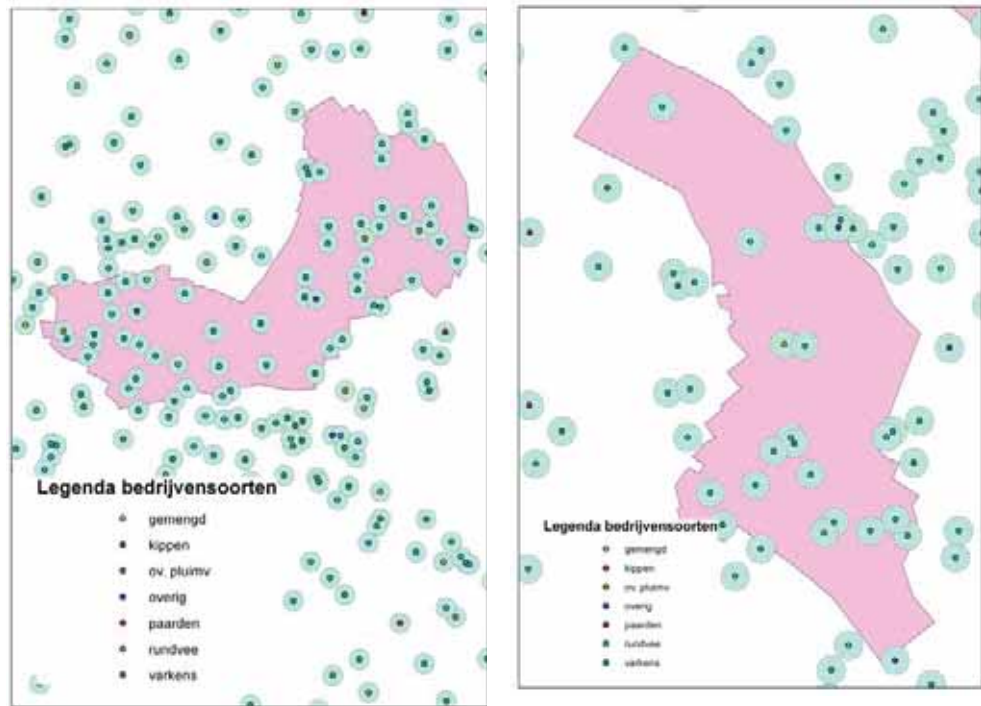 Legenda bedrijvensoorten
gemengd
kippen
ov. pluimv
overig
paarden
rundvee
varkens
Legenda bedrijvensoorten
gemengd
kippen
ov. pluimv
overig
paarden
rundvee
varkens